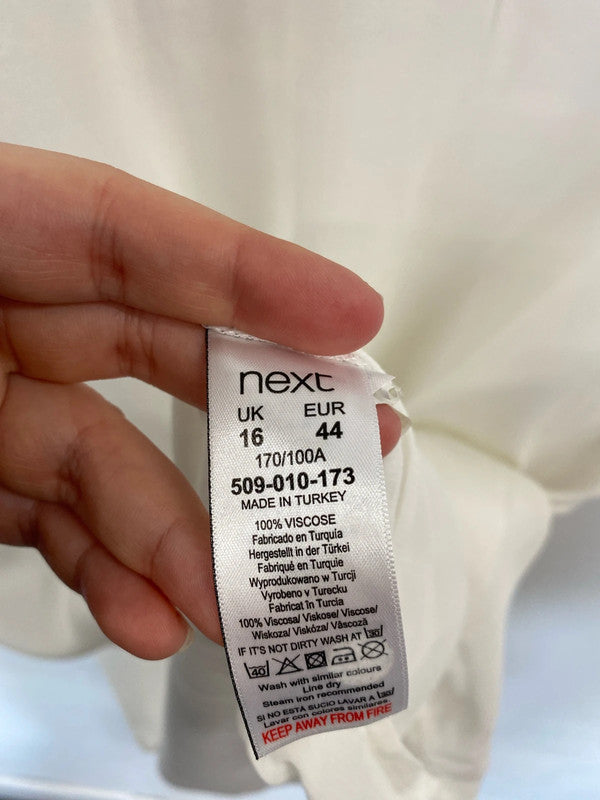 next
UK EUR
16 44
170/100A
509-010-173
MADE IN TURKEY
100% VISCOSE
Fabricado en Turquía
Hergestellt in der Türkei
Fabriqué en Turquie
Wyprodukowano w Turcji
Vyrobeno v Turecku
Fabricat în Turcia
100% Viscosa/ Viskose/ Viscose/
Wiskoza/ Viskóza/ Vâscoză
IF IT'S NOT DIRTY WASH AT 30
40
Wash with similar colours
Line dry
Steam iron recommended
SI NO ESTÁ SUCIO LAVAR A 30
Lavar con colores similares.
KEEP AWAY FROM FIRE